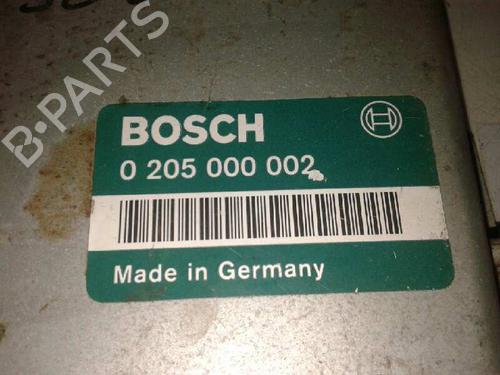 B-PARTS
BOSCH
0 205 000 002
Made in Germany